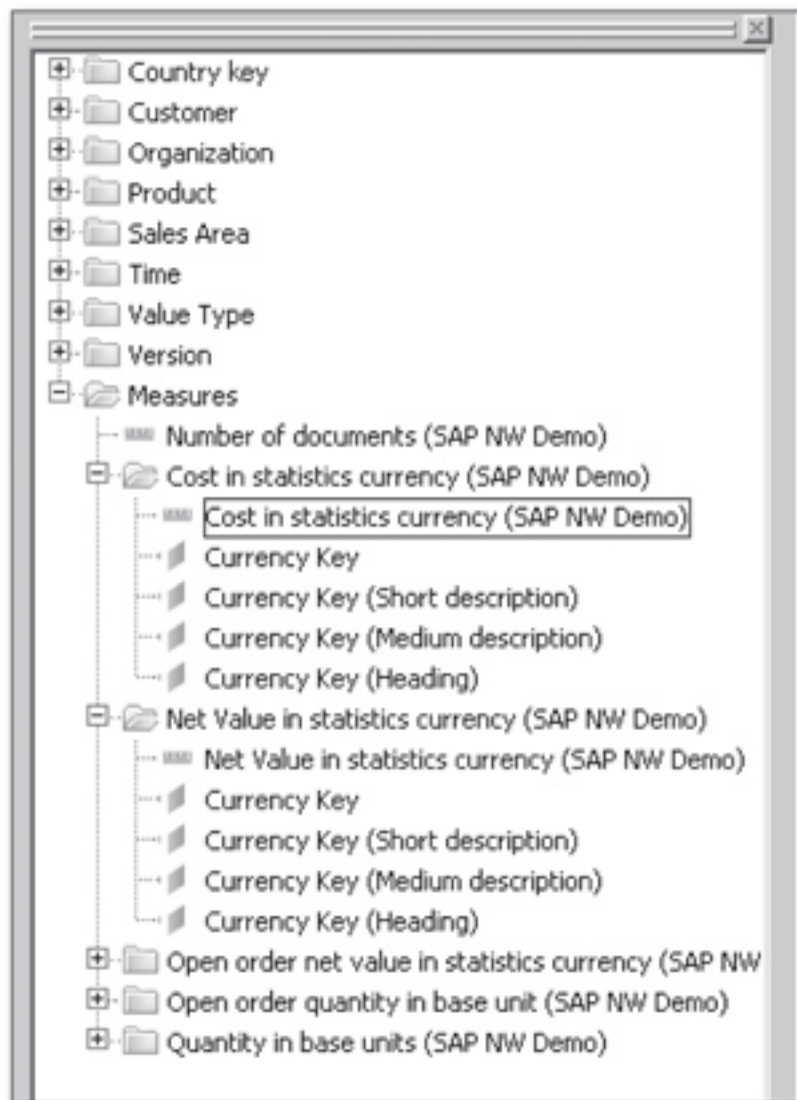 Country key
Customer
Organization
Product
Sales Area
Time
Value Type
Version
Measures
Number of documents (SAP NW Demo)
Cost in statistics currency (SAP NW Demo)
Cost in statistics currency (SAP NW Demo)
Currency Key
Currency Key (Short description)
Currency Key (Medium description)
Currency Key (Heading)
Net Value in statistics currency (SAP NW Demo)
Net Value in statistics currency (SAP NW Demo)
Currency Key
Currency Key (Short description)
Currency Key (Medium description)
Currency Key (Heading)
Open order net value in statistics currency (SAP NW
Open order quantity in base unit (SAP NW Demo)
Quantity in base units (SAP NW Demo)